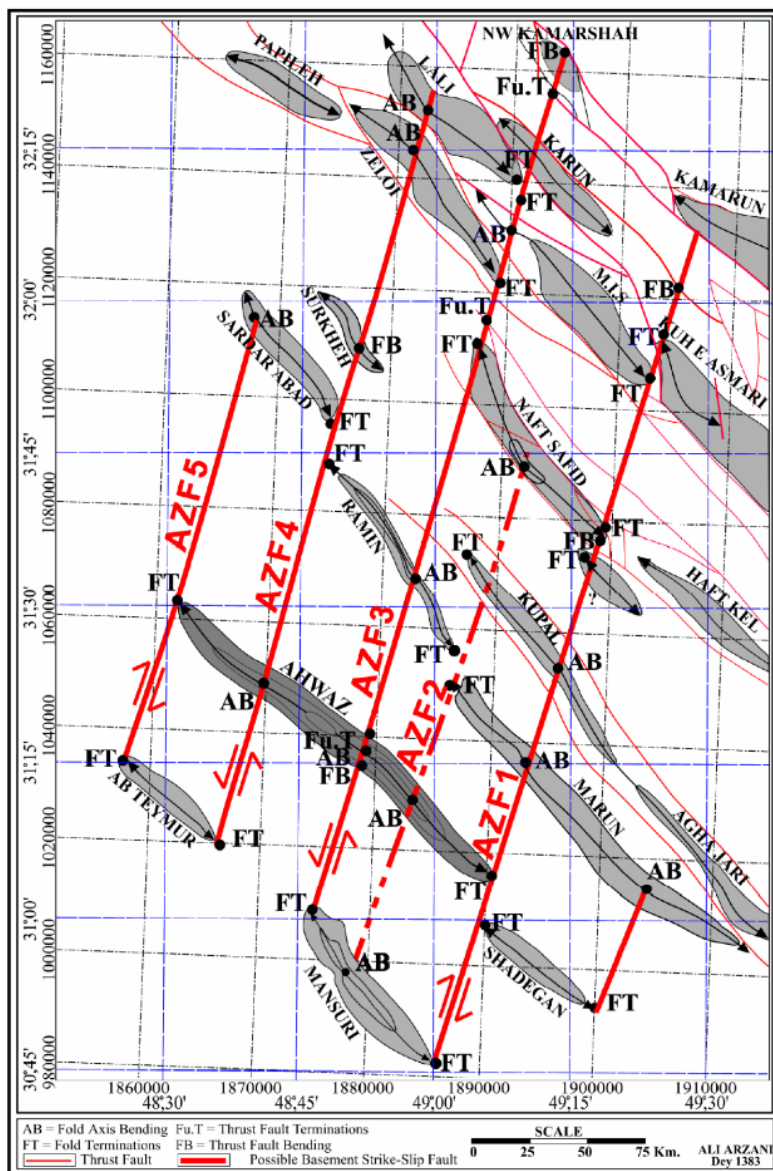 NW KAMARSHAH
1160000
PAPILEH
LALI
FB
Fu.T
AB
32°15'
AB
KARUN
1140000
ZELOI
FT
KAMARUN
FT
AB
1120000
FT
M.I.S
FB
32°00'
SURKHEH
AB
Fu.T
FT
KUH E ASMARI
SARDAR ABAD
FT
FB
FT
1100000
FT
NAFT SAFID
31°45'
FT
AB
AZF5
RAMIN
1080000
AZF4
FT
FT
FB
FT
KUPAL
AB
HAFT KEL
?
31°30'
FT
1060000
AZF3
FT
AB
AHWAZ
AZF2
FT
AB
1040000
Fu.T
AB
FB
AB
31°15'
FT
AZF1
MARUN
AB
AB TEYMUR
AGHA JARI
1020000
FT
FT
AB
31°00'
FT
FT
1000000
AB
SHADEGAN
MANSURI
FT
FT
30°45'
980000
1860000 1870000 1880000 1890000 1900000 1910000
48°30' 48°45' 49°00' 49°15' 49°30'
AB = Fold Axis Bending Fu.T = Thrust Fault Terminations
FT = Fold Terminations FB = Thrust Fault Bending
Thrust Fault Possible Basement Strike-Slip Fault
SCALE
0 25 50 75 Km.
ALI ARZANI
Dey 1383